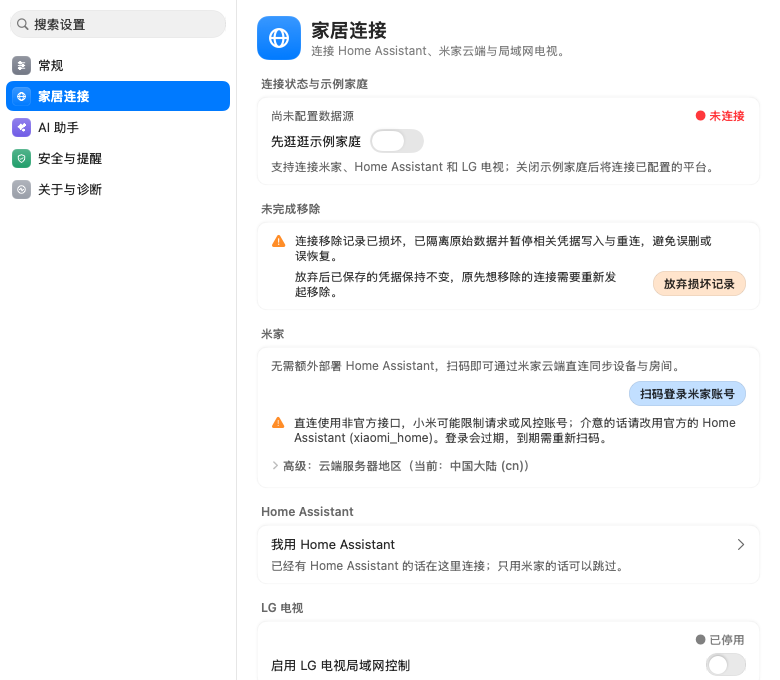 搜索设置
常规
家居连接
AI 助手
安全与提醒
关于与诊断
家居连接
连接 Home Assistant、米家云端与局域网电视。
连接状态与示例家庭
尚未配置数据源
未连接
先逛逛示例家庭
支持连接米家、Home Assistant 和 LG 电视；关闭示例家庭后将连接已配置的平台。
未完成移除
连接移除记录已损坏，已隔离原始数据并暂停相关凭据写入与重连，避免误删或
误恢复。
放弃后已保存的凭据保持不变，原先想移除的连接需要重新发
起移除。
放弃损坏记录
米家
无需额外部署 Home Assistant，扫码即可通过米家云端直连同步设备与房间。
扫码登录米家账号
直连使用非官方接口，小米可能限制请求或风控账号；介意的话请改用官方的 Home
Assistant (xiaomi_home)。登录会过期，到期需重新扫码。
高级：云端服务器地区（当前：中国大陆 (cn)）
Home Assistant
我用 Home Assistant
已经有 Home Assistant 的话在这里连接；只用米家的话可以跳过。
LG 电视
已停用
启用 LG 电视局域网控制